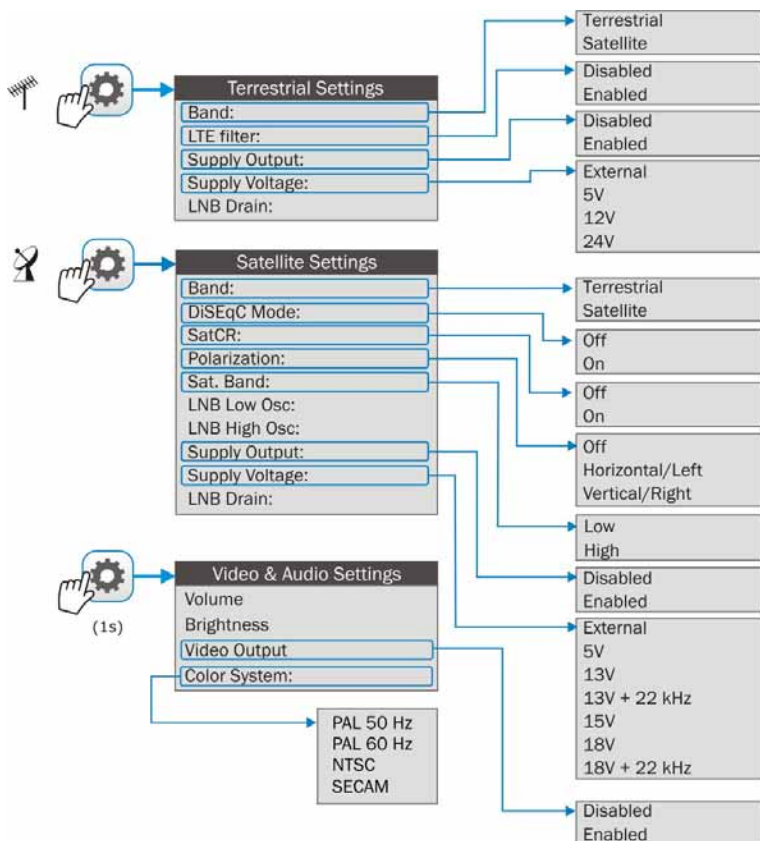 Terrestrial Settings
Band:
LTE filter:
Supply Output:
Supply Voltage:
LNB Drain:
Terrestrial
Satellite
Disabled
Enabled
Disabled
Enabled
External
5V
12V
24V
Satellite Settings
Band:
DiSEqC Mode:
SatCR:
Polarization:
Sat. Band:
LNB Low Osc:
LNB High Osc:
Supply Output:
Supply Voltage:
LNB Drain:
Terrestrial
Satellite
Off
On
Off
On
Off
Horizontal/Left
Vertical/Right
Low
High
Disabled
Enabled
External
5V
13V
13V + 22 kHz
15V
18V
18V + 22 kHz
(1s)
Video & Audio Settings
Volume
Brightness
Video Output
Color System:
PAL 50 Hz
PAL 60 Hz
NTSC
SECAM
Disabled
Enabled